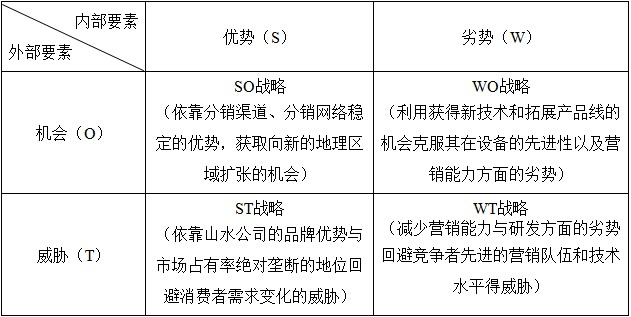 内部要素
外部要素
优势（S）
劣势（W）
机会（O）
SO战略
（依靠分销渠道、分销网络稳
定的优势，获取向新的地理区
域扩张的机会）
WO战略
（利用获得新技术和拓展产品线的
机会克服其在设备的先进性以及营
销能力方面的劣势）
威胁（T）
ST战略
（依靠山水公司的品牌优势与
市场占有率绝对垄断的地位回
避消费者需求变化的威胁）
WT战略
（减少营销能力与研发方面的劣势
回避竞争者先进的营销队伍和技术
水平得威胁）